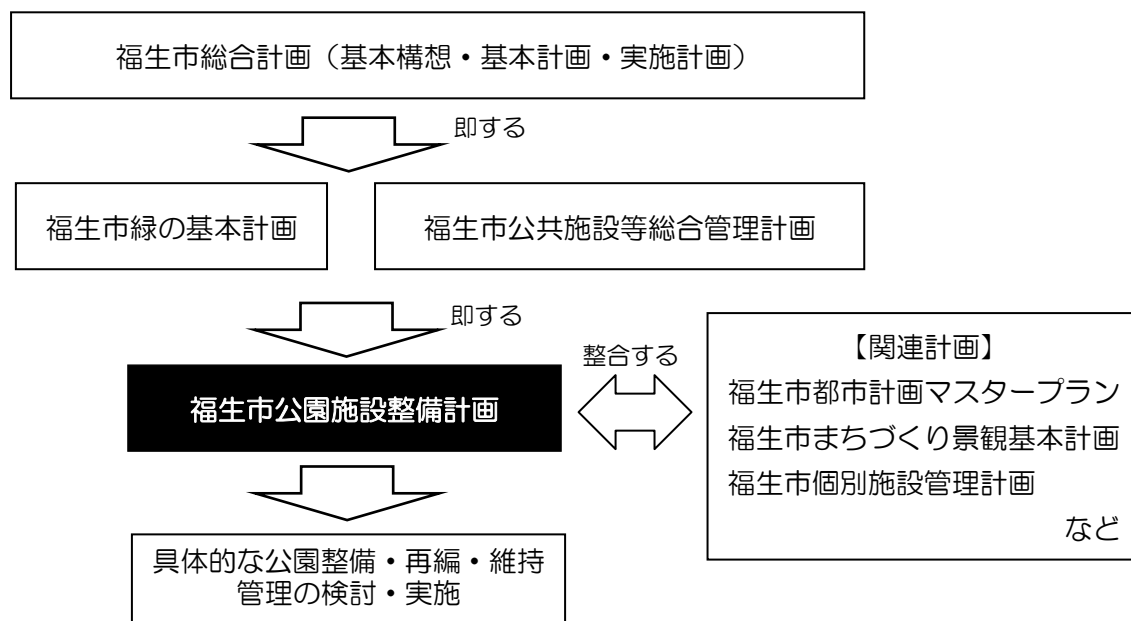 福生市総合計画（基本構想・基本計画・実施計画）
即する
福生市緑の基本計画
福生市公共施設等総合管理計画
即する
整合する
福生市公園施設整備計画
【関連計画】
福生市都市計画マスタープラン
福生市まちづくり景観基本計画
福生市個別施設管理計画
など
具体的な公園整備・再編・維持
管理の検討・実施